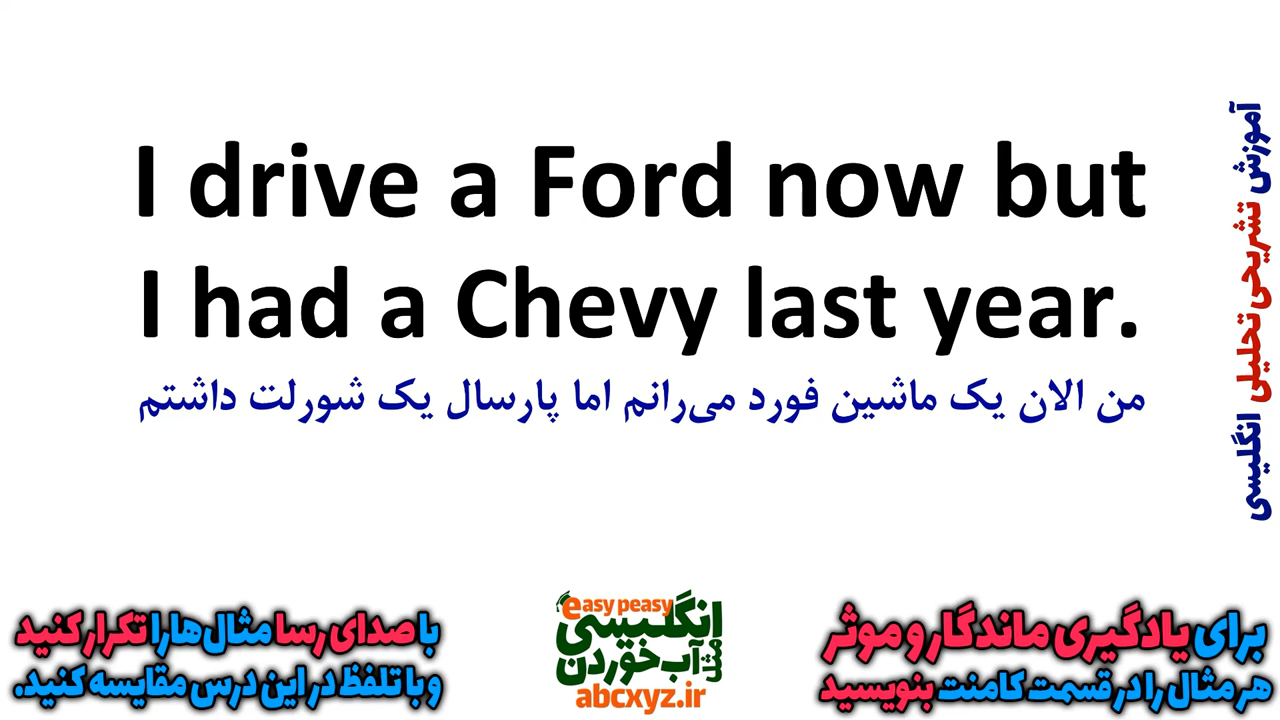 I drive a Ford now but
I had a Chevy last year.
من الان یک ماشین فورد می‌رانم اما پارسال یک شورلت داشتم
آموزش تشریحی تحلیلی انگلیسی
برای یادگیری ماندگار و موثر
هر مثال را در قسمت کامنت بنویسید
easy peasy
انگلیسی
مثل
آب خوردن
abcxyz.ir
با صدای رسا مثال‌ها را تکرار کنید
و با تلفظ در این درس مقایسه کنید.